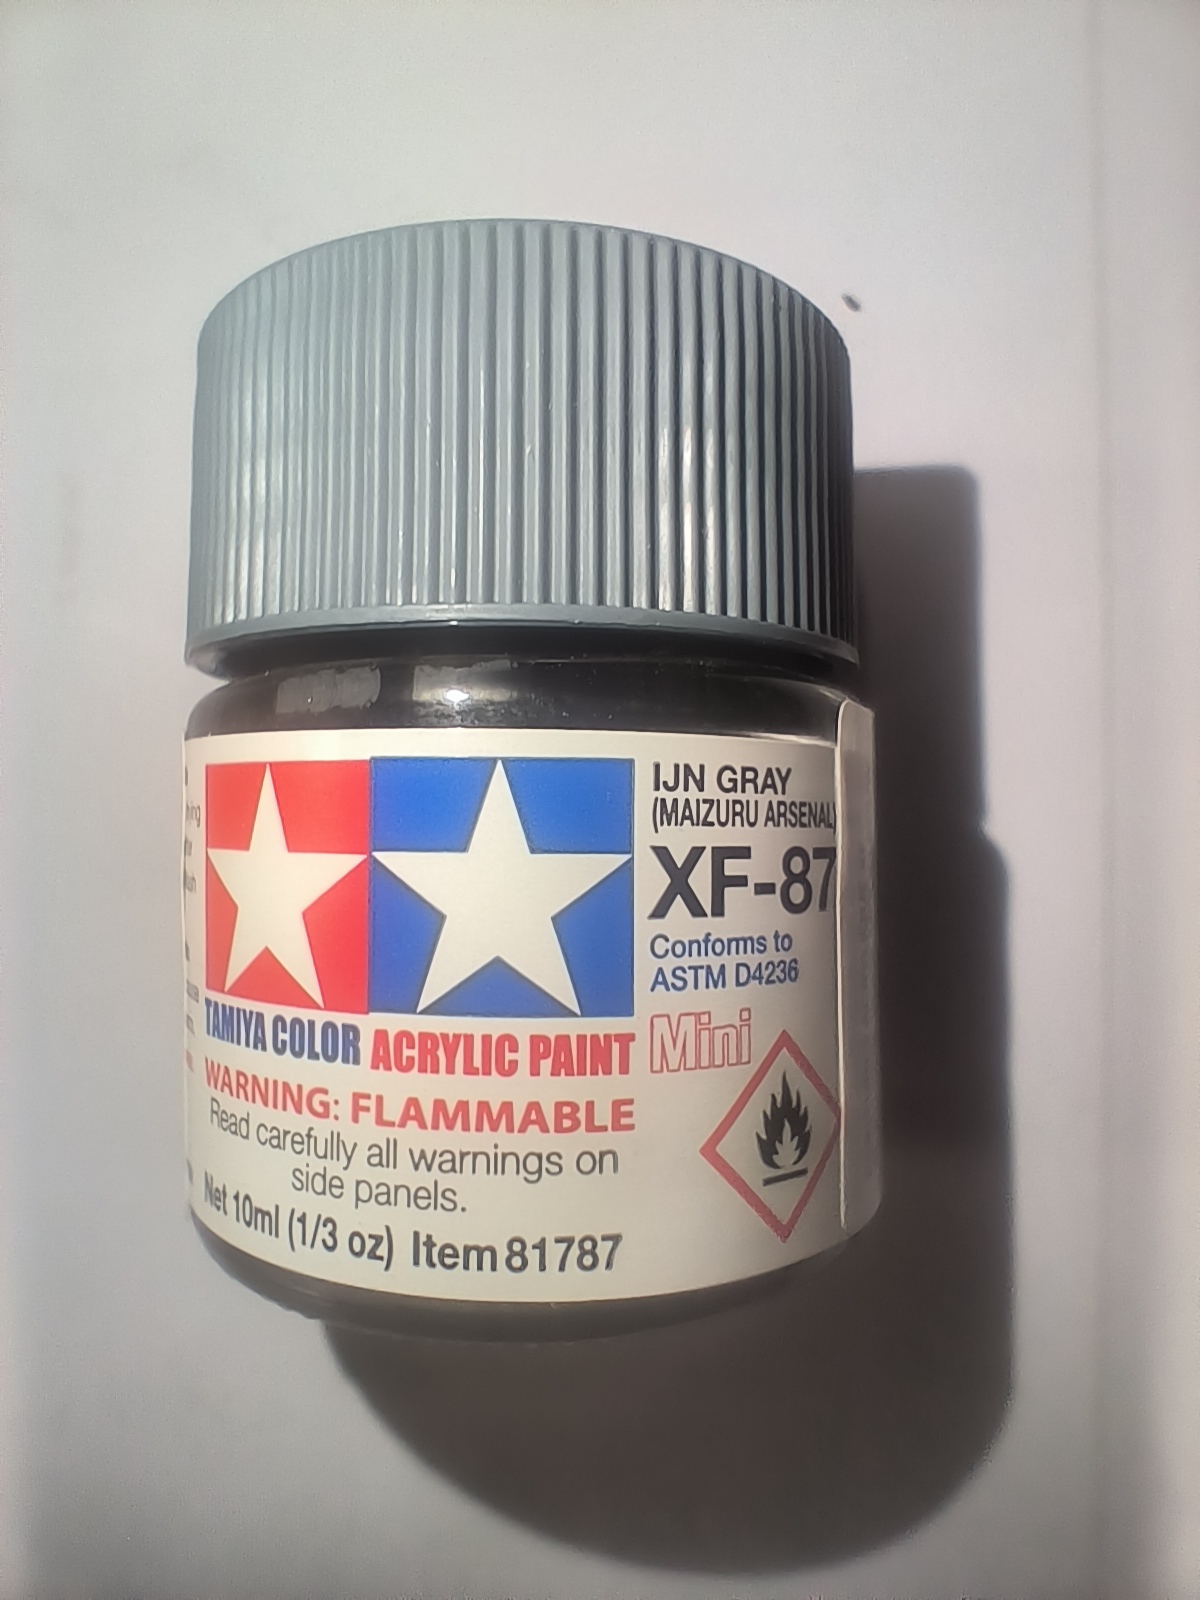 IJN GRAY
(MAIZURU ARSENAL)
XF-87
Conforms to
ASTM D4236
TAMIYA COLOR ACRYLIC PAINT Mini
WARNING: FLAMMABLE
Read carefully all warnings on
side panels.
Net 10ml (1/3 oz) Item 81787